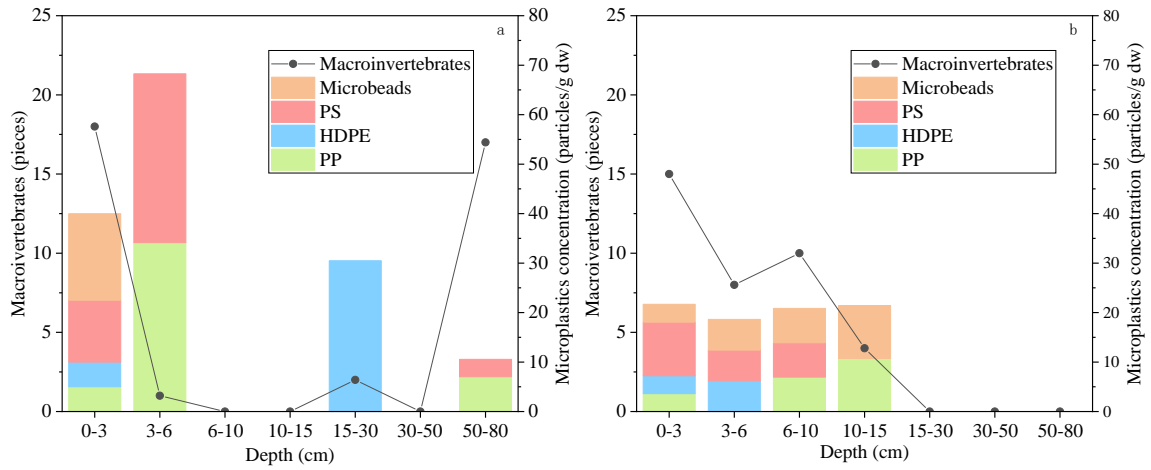 a
25
20
15
10
5
0
Macroivertebrates (pieces)
80
70
60
50
40
30
20
10
0
Microplastics concentration (particles/g dw)
Macroinvertebrates
Microbeads
PS
HDPE
PP
0-3 3-6 6-10 10-15 15-30 30-50 50-80
Depth (cm)
b
25
20
15
10
5
0
Macroivertebrates (pieces)
80
70
60
50
40
30
20
10
0
Microplastics concentration (particles/g dw)
Macroinvertebrates
Microbeads
PS
HDPE
PP
0-3 3-6 6-10 10-15 15-30 30-50 50-80
Depth (cm)